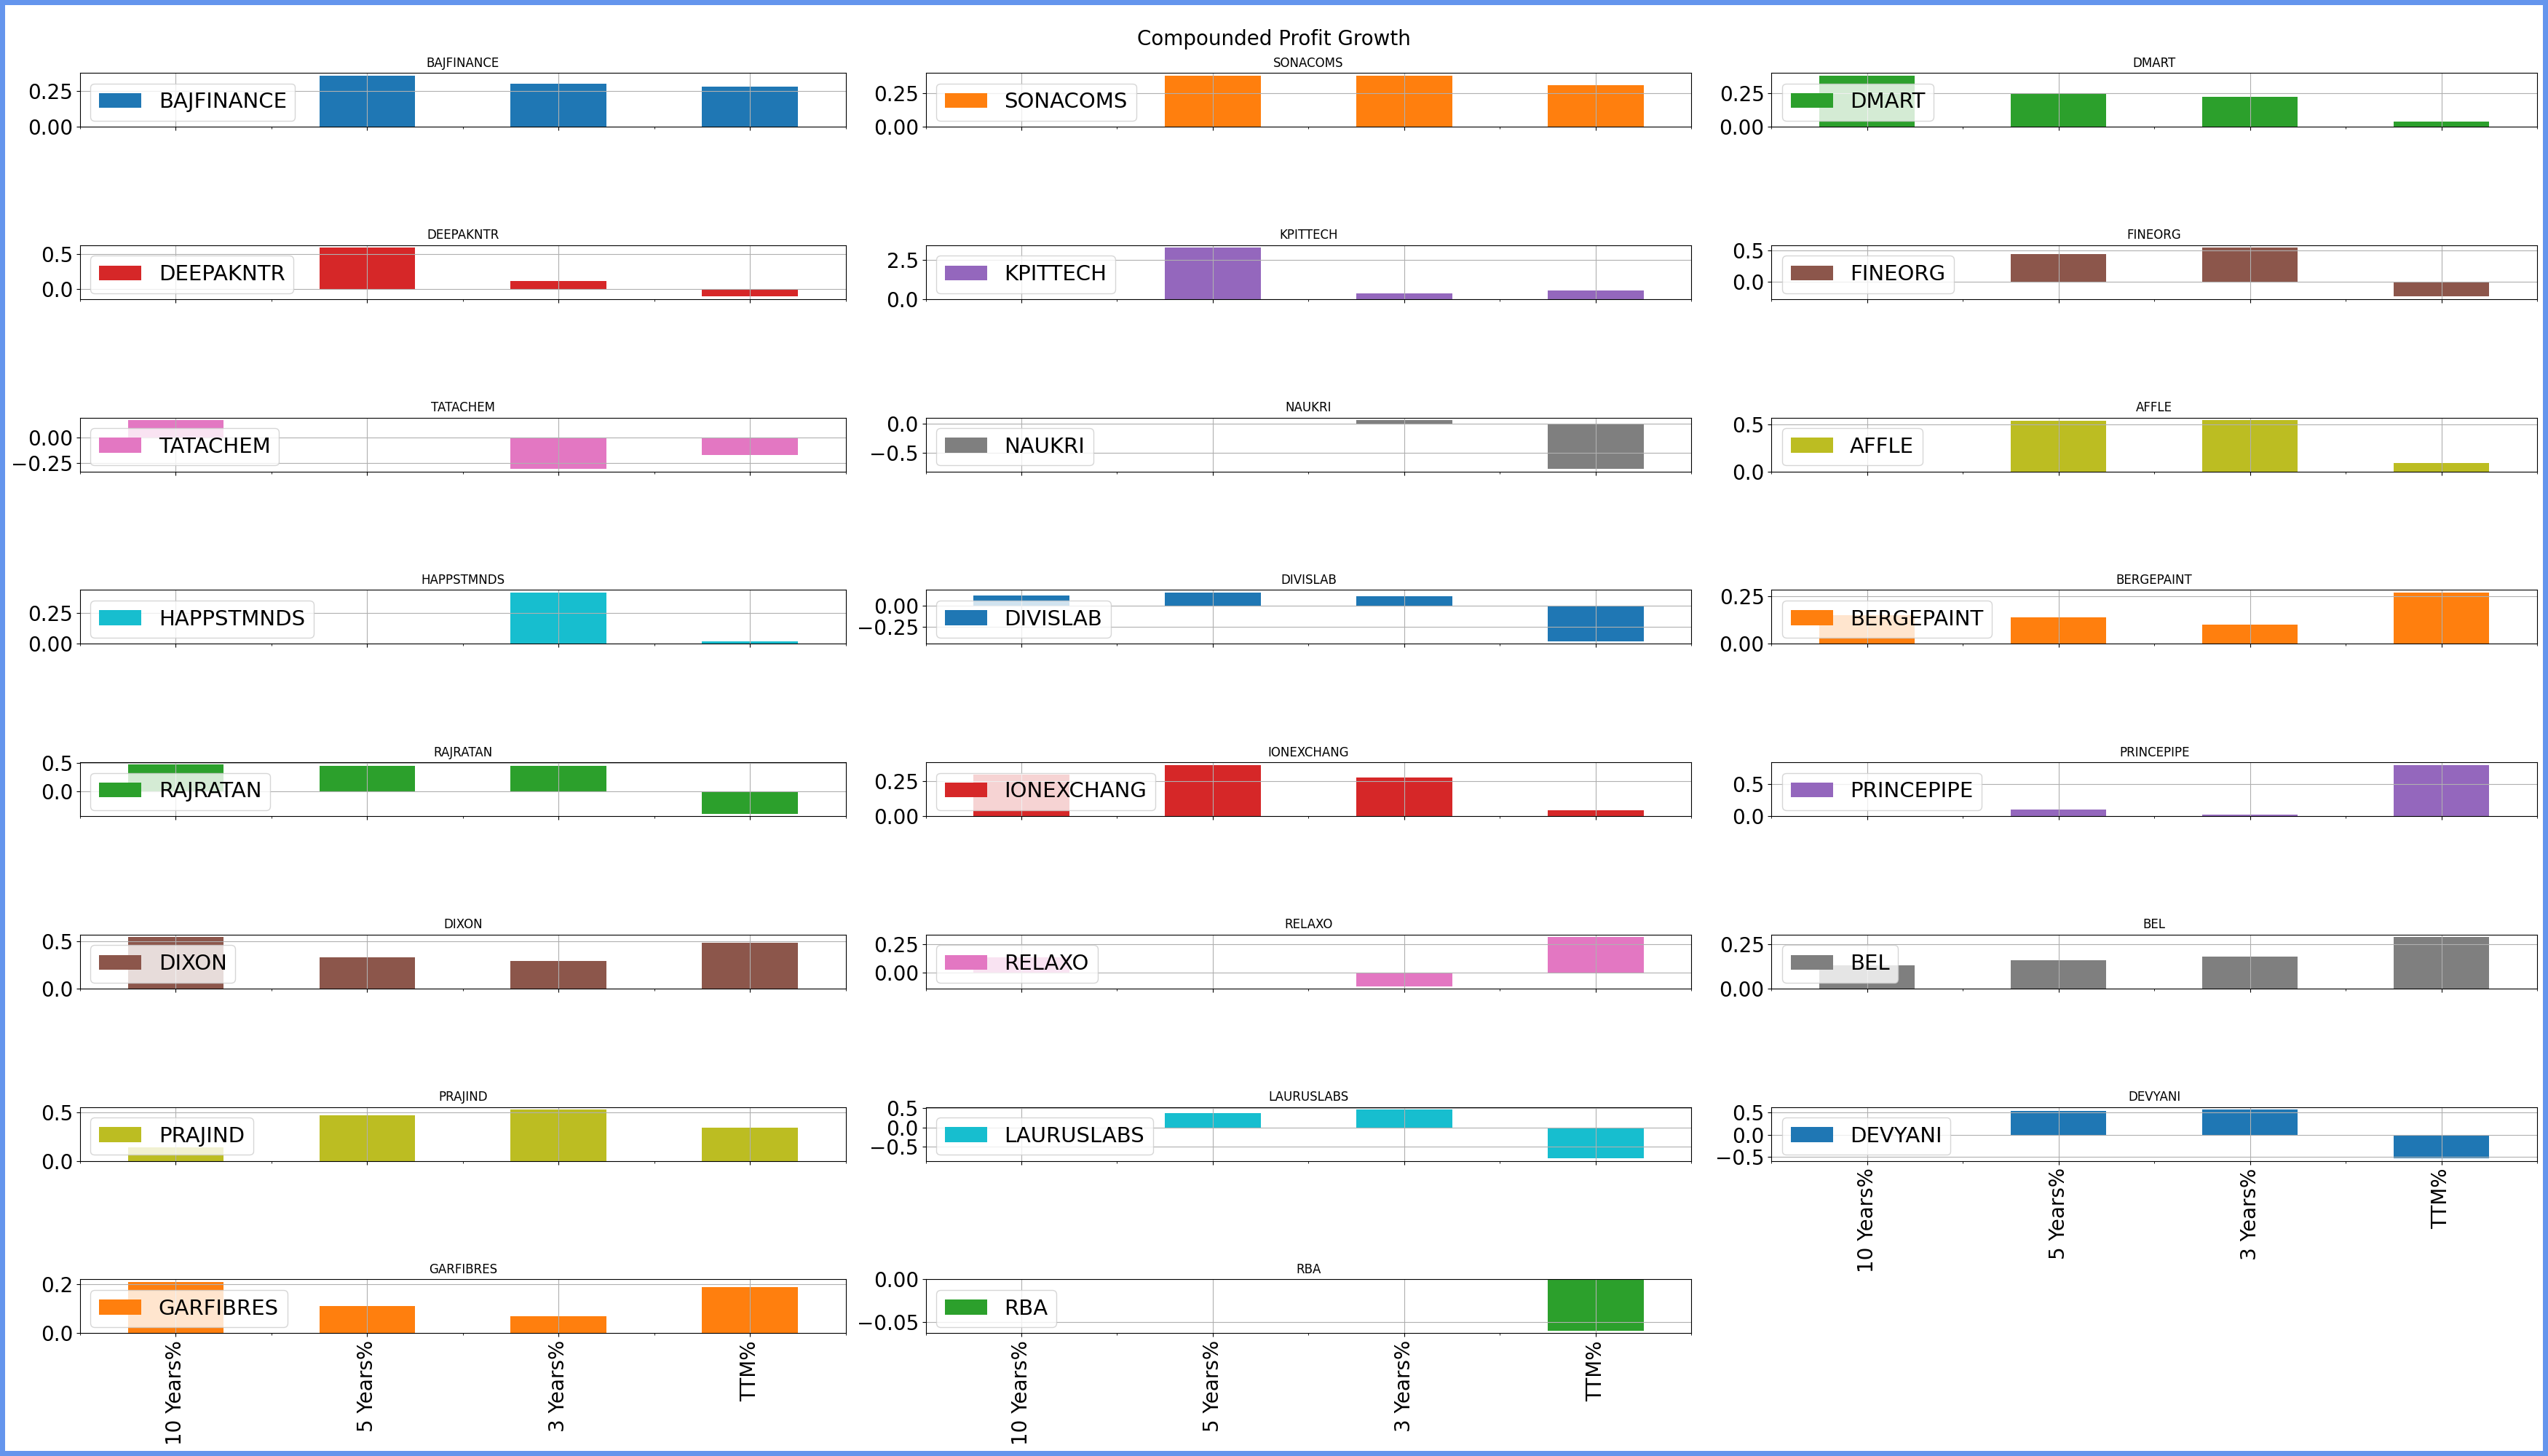 Compounded Profit Growth
BAJFINANCE
0.25
0.00
BAJFINANCE
SONACOMS
0.25
0.00
SONACOMS
DMART
0.25
0.00
DMART
DEEPAKNTR
0.5
0.0
DEEPAKNTR
KPITTECH
2.5
0.0
KPITTECH
FINEORG
0.5
0.0
FINEORG
TATACHEM
0.00
−0.25
TATACHEM
NAUKRI
0.0
−0.5
NAUKRI
AFFLE
0.5
0.0
AFFLE
HAPPSTMNDS
0.25
0.00
HAPPSTMNDS
DIVISLAB
0.00
−0.25
DIVISLAB
BERGEPAINT
0.25
0.00
BERGEPAINT
RAJRATAN
0.5
0.0
RAJRATAN
IONEXCHANG
0.25
0.00
IONEXCHANG
PRINCEPIPE
0.5
0.0
PRINCEPIPE
DIXON
0.5
0.0
DIXON
RELAXO
0.25
0.00
RELAXO
BEL
0.25
0.00
BEL
PRAJIND
0.5
0.0
PRAJIND
LAURUSLABS
0.5
0.0
−0.5
LAURUSLABS
DEVYANI
0.5
0.0
−0.5
DEVYANI
10 Years%
5 Years%
3 Years%
TTM%
GARFIBRES
0.2
0.0
GARFIBRES
10 Years%
5 Years%
3 Years%
TTM%
RBA
0.00
−0.05
RBA
10 Years%
5 Years%
3 Years%
TTM%